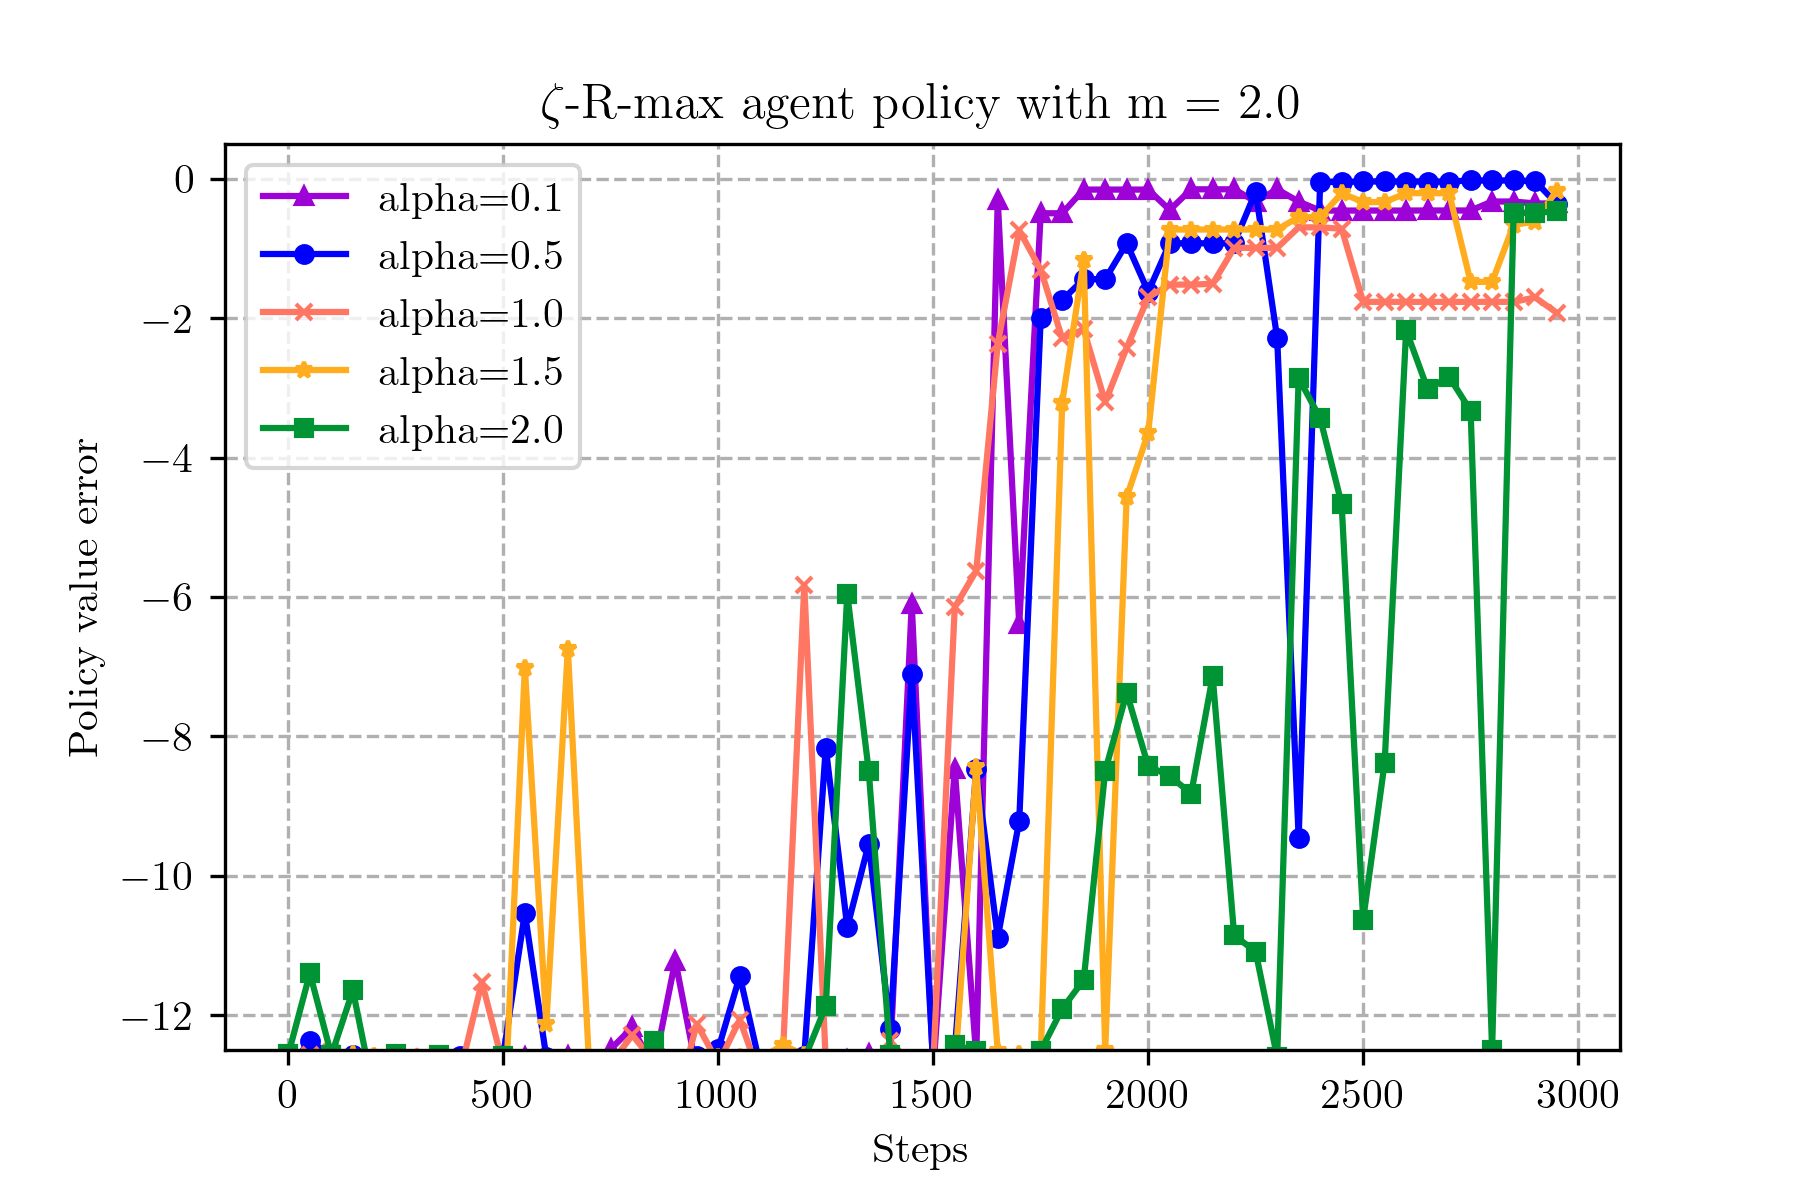 ζ-R-max agent policy with m = 2.0
alpha=0.1
alpha=0.5
alpha=1.0
alpha=1.5
alpha=2.0
Policy value error
0
−2
−4
−6
−8
−10
−12
0 500 1000 1500 2000 2500 3000
Steps